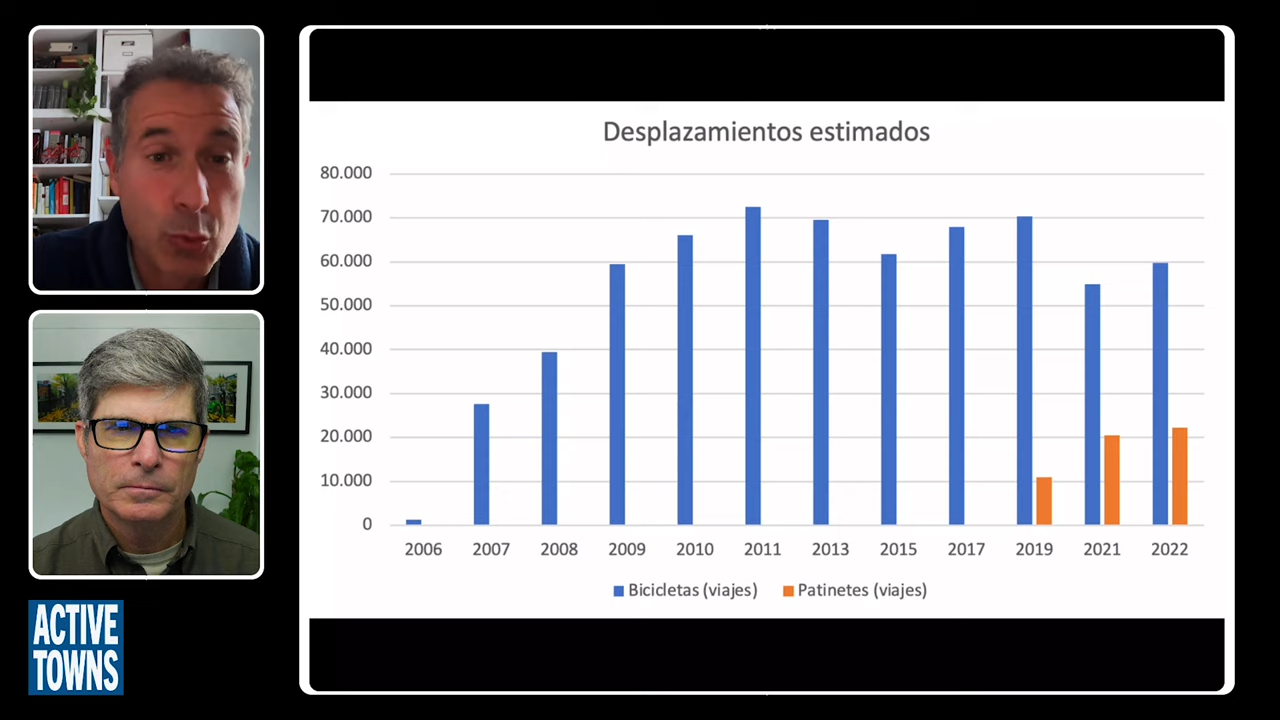 Desplazamientos estimados
80.000
70.000
60.000
50.000
40.000
30.000
20.000
10.000
0
2006 2007 2008 2009 2010 2011 2013 2015 2017 2019 2021 2022
Bicicletas (viajes) Patinetes (viajes)
ACTIVE
TOWNS